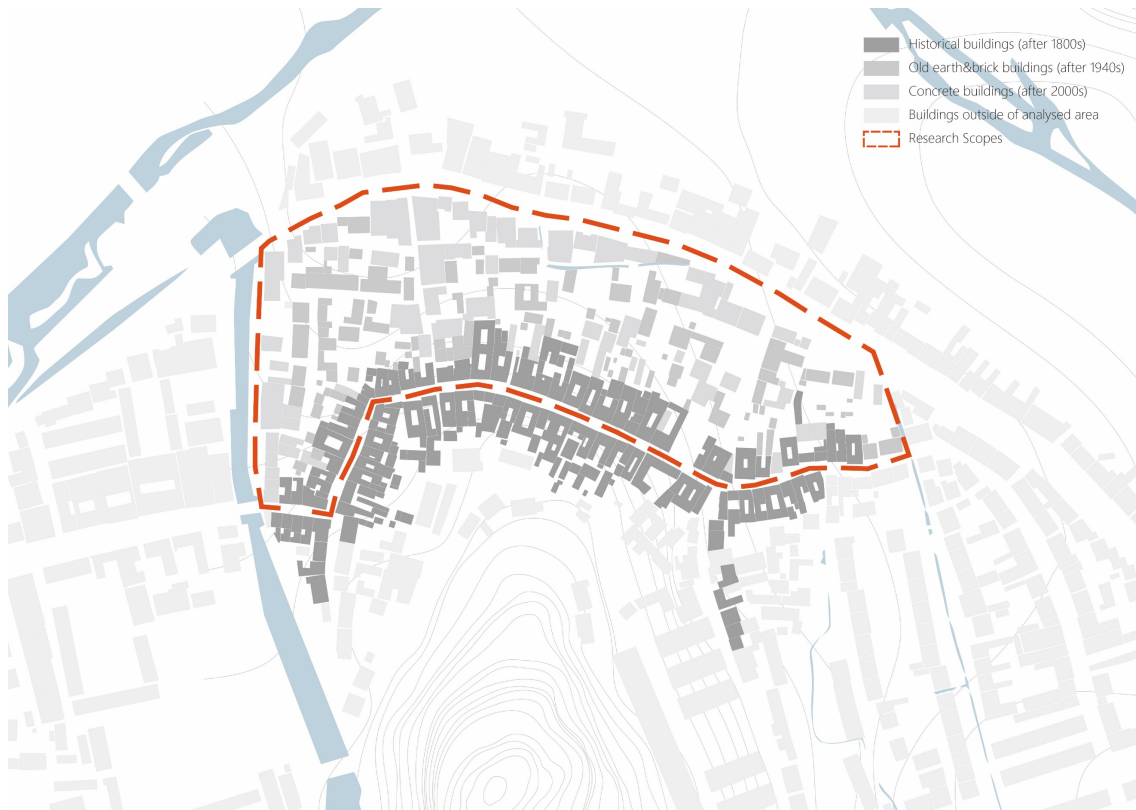 Historical buildings (after 1800s)
Old earth&brick buildings (after 1940s)
Concrete buildings (after 2000s)
Buildings outside of analysed area
Research Scopes